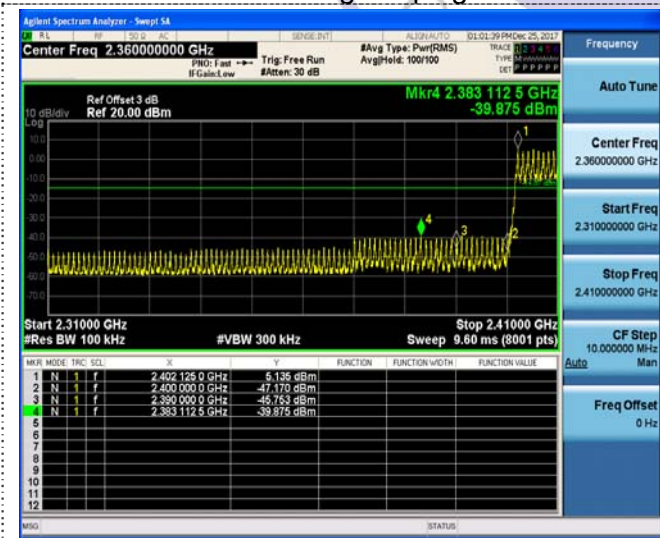 Agilent Spectrum Analyzer - Swept SA
RL RF 50 Ω AC SENSE:INT ALIGN AUTO 01:01:39 PM Dec 25, 2017
Center Freq 2.360000000 GHz
PNO: Fast
IFGain:Low
Trig: Free Run
#Atten: 30 dB
#Avg Type: Pwr(RMS)
Avg|Hold: 100/100
TRACE 1 2 3 4 5 6
TYPE M
DET P P P P P P
Frequency
Auto Tune
Center Freq
2.360000000 GHz
Start Freq
2.310000000 GHz
Stop Freq
2.410000000 GHz
CF Step
10.000000 MHz
Auto Man
Freq Offset
0 Hz
Mkr4 2.383 112 5 GHz
-39.875 dBm
Ref Offset 3 dB
10 dB/div Ref 20.00 dBm
Log
10.0
0.00
-10.0
-20.0
-30.0
-40.0
-50.0
-60.0
-70.0
1
4
3
2
Start 2.31000 GHz Stop 2.41000 GHz
#Res BW 100 kHz #VBW 300 kHz Sweep 9.60 ms (8001 pts)
MKR MODE TRC SCL X Y FUNCTION FUNCTION WIDTH FUNCTION VALUE
1 N 1 f 2.402 125 0 GHz 5.135 dBm
2 N 1 f 2.400 000 0 GHz -47.170 dBm
3 N 1 f 2.390 000 0 GHz -45.753 dBm
4 N 1 f 2.383 112 5 GHz -39.875 dBm
5
6
7
8
9
10
11
12
MSG STATUS